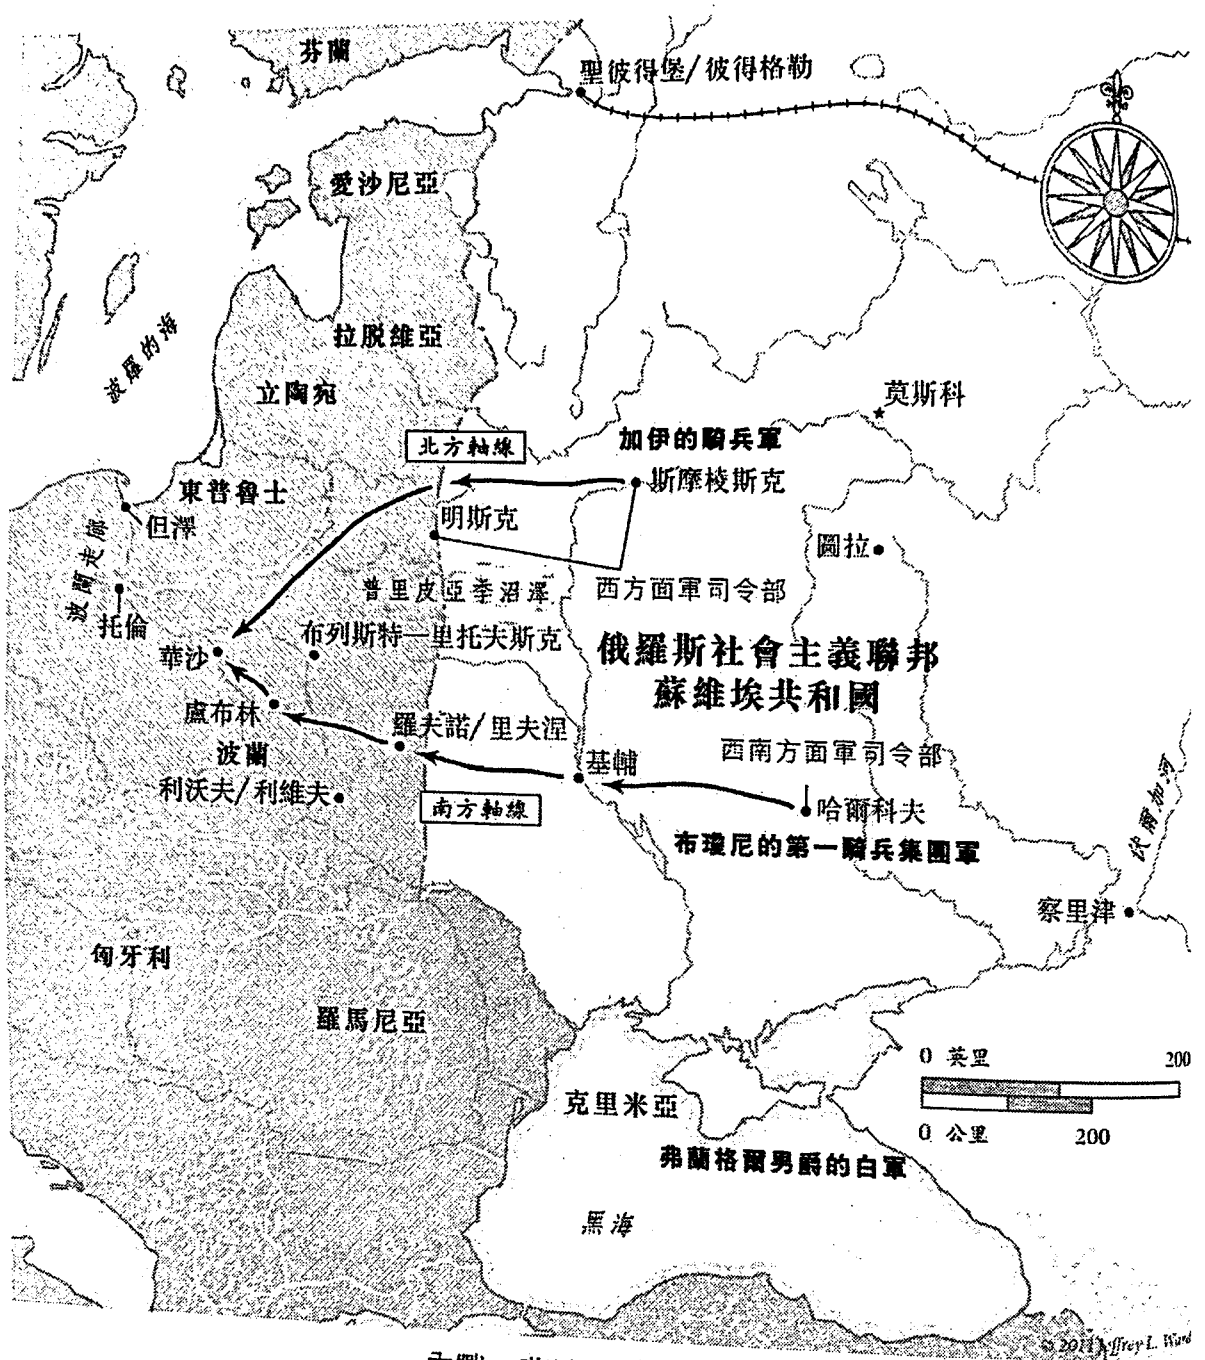 芬蘭
聖彼得堡/彼得格勒
愛沙尼亞
拉脫維亞
波羅的海
立陶宛
莫斯科
北方軸線
加伊的騎兵軍
斯摩棱斯克
東普魯士
但澤
明斯克
圖拉
波蘭走廊
普里皮亞季沼澤
西方面軍司令部
托倫
布列斯特—里托夫斯克
華沙
俄羅斯社會主義聯邦
蘇維埃共和國
盧布林
羅夫諾/里夫涅
波蘭
西南方面軍司令部
基輔
利沃夫/利維夫
南方軸線
哈爾科夫
伏爾加河
布瓊尼的第一騎兵集團軍
察里津
匈牙利
羅馬尼亞
0 英里 200
克里米亞
0 公里 200
弗蘭格爾男爵的白軍
黑海
© 2011 Jeffrey L. Ward